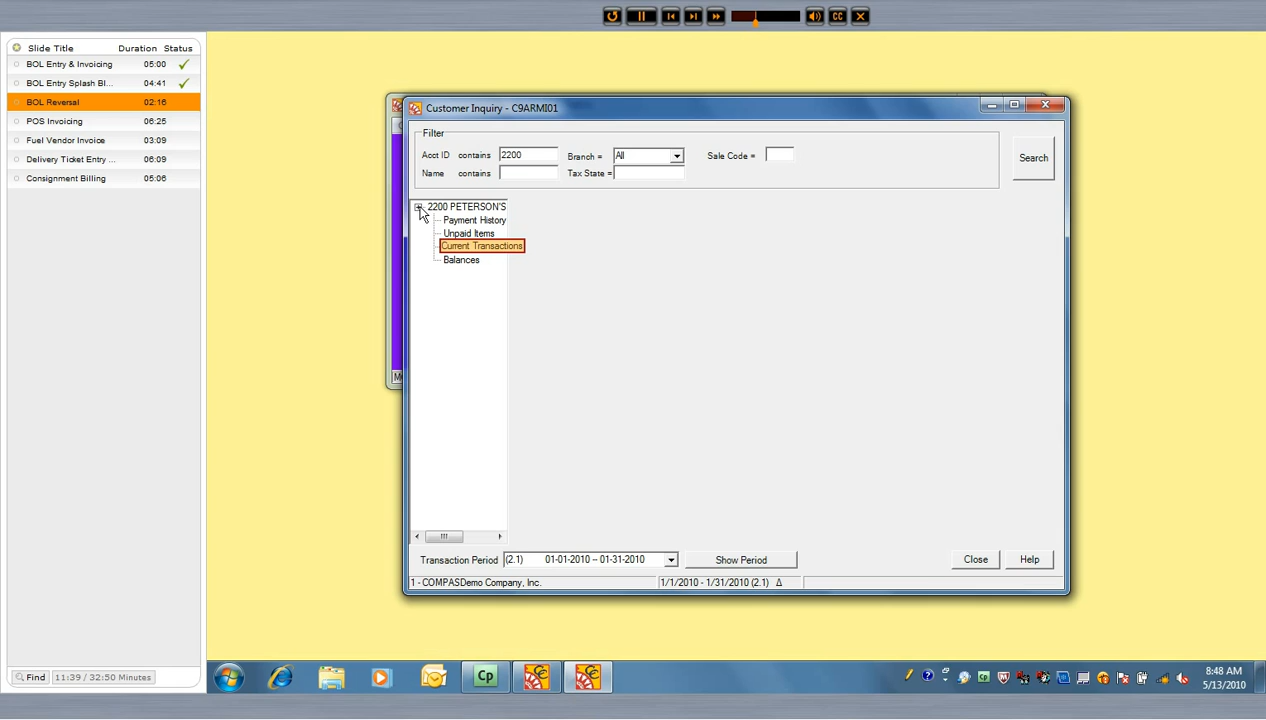 CC
Slide Title Duration Status
BOL Entry & Invoicing 05:00
BOL Entry Splash Bl... 04:41
BOL Reversal 02:16
POS Invoicing 06:25
Fuel Vendor Invoice 03:09
Delivery Ticket Entry ... 06:09
Consignment Billing 05:06
Find 11:39 / 32:50 Minutes
Customer Inquiry - C9ARMI01
Filter
Acct ID contains 2200 Branch = All Sale Code =
Name contains Tax State =
Search
2200 PETERSON'S
Payment History
Unpaid Items
Current Transactions
Balances
Transaction Period (2.1) 01-01-2010 – 01-31-2010 Show Period Close Help
1 - COMPASDemo Company, Inc. 1/1/2010 - 1/31/2010 (2.1) Δ
Cp
Cp
8:48 AM
5/13/2010